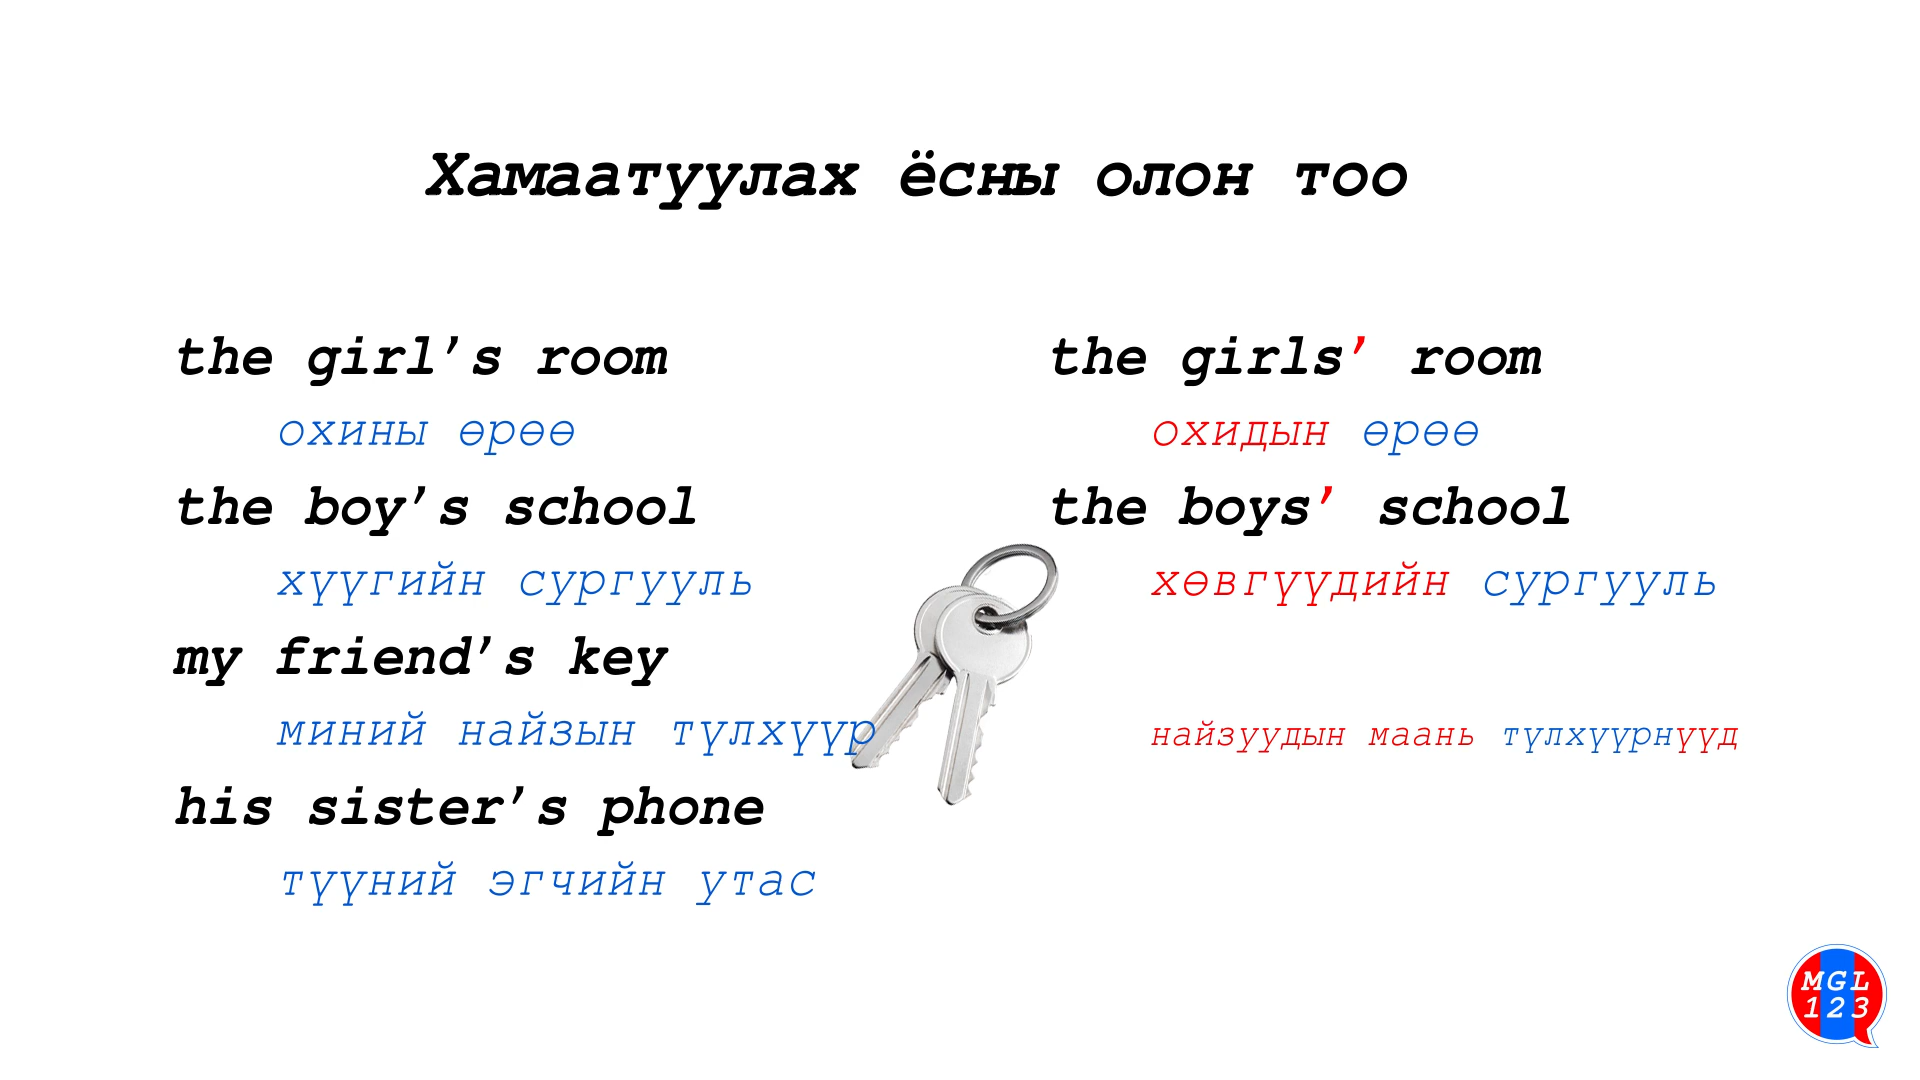 Хамаатуулах ёсны олон тоо
the girl’s room
охины өрөө
the boy’s school
хүүгийн сургууль
my friend’s key
миний найзын түлхүүр
his sister’s phone
түүний эгчийн утас
the girls’ room
охидын өрөө
the boys’ school
хөвгүүдийн сургууль
найзуудын маань түлхүүрнүүд
MGL
123